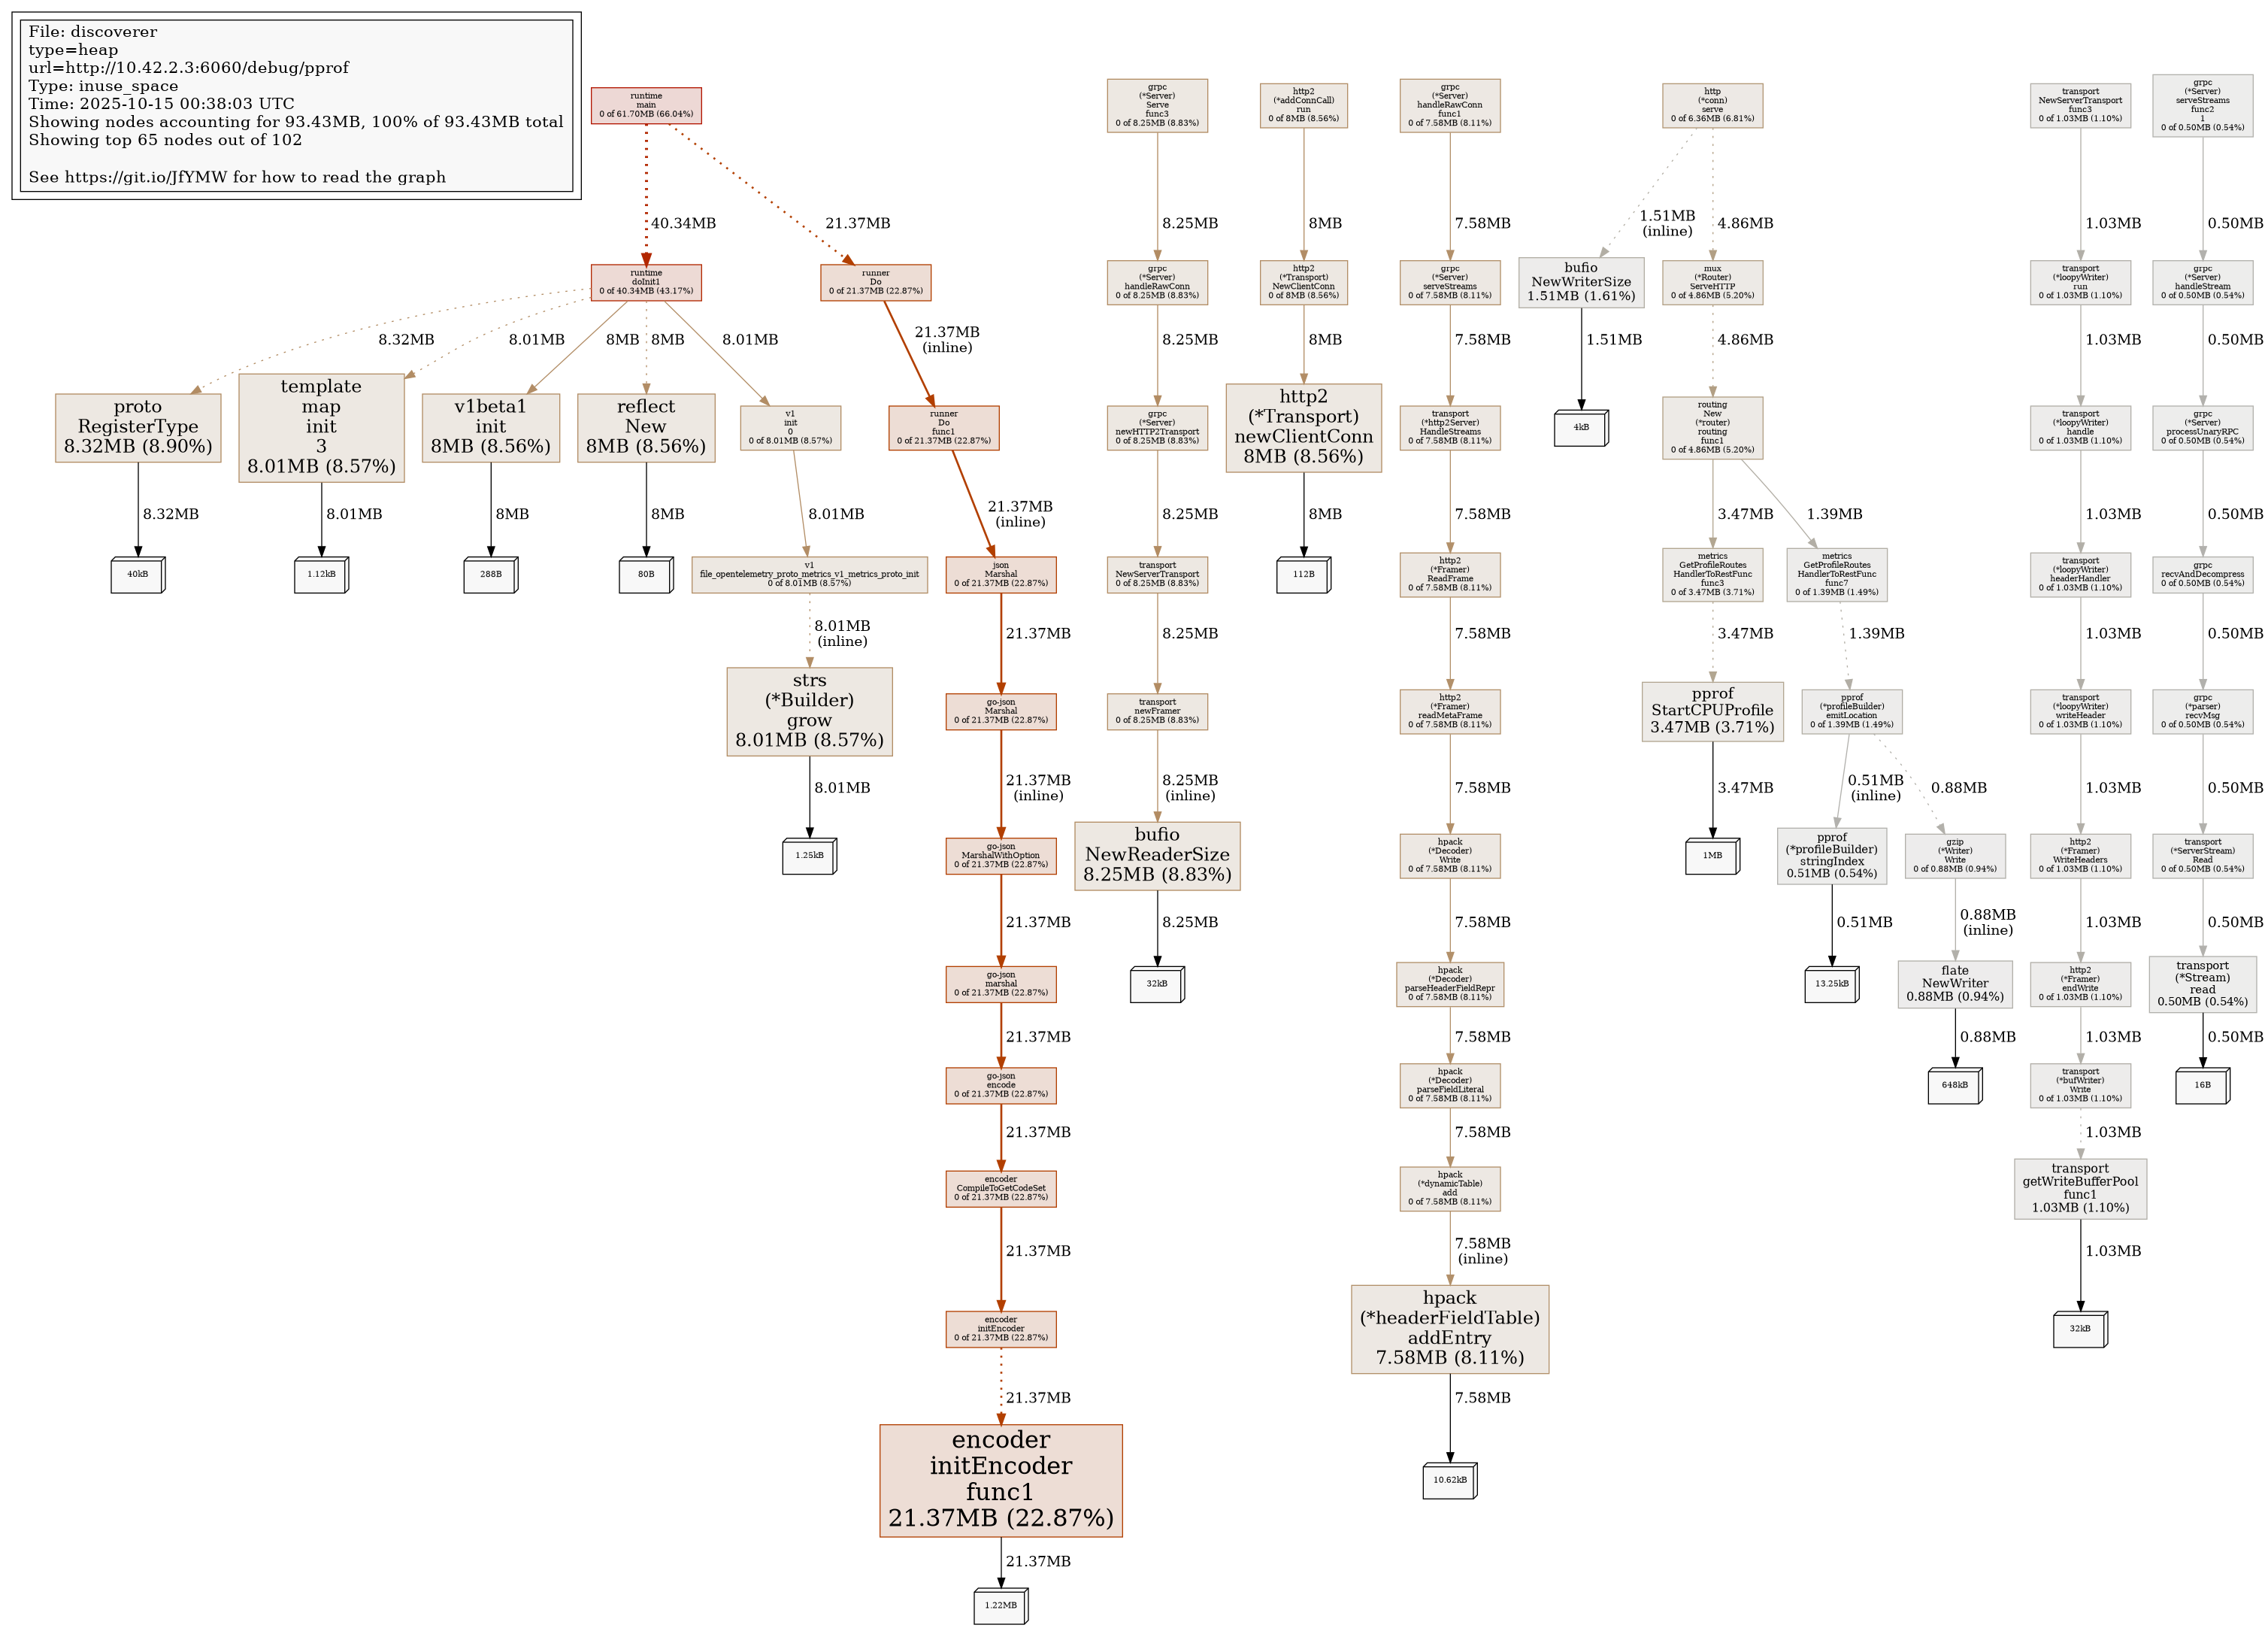 File: discoverer
type=heap
url=http://10.42.2.3:6060/debug/pprof
Type: inuse_space
Time: 2025-10-15 00:38:03 UTC
Showing nodes accounting for 93.43MB, 100% of 93.43MB total
Showing top 65 nodes out of 102
See https://git.io/JfYMW for how to read the graph
runtime
main
0 of 61.70MB (66.04%)
40.34MB
21.37MB
runtime
doInit1
0 of 40.34MB (43.17%)
runner
Do
0 of 21.37MB (22.87%)
8.32MB
8.01MB
8MB
8MB
8.01MB
21.37MB
(inline)
proto
RegisterType
8.32MB (8.90%)
8.32MB
40kB
template
map
init
3
8.01MB (8.57%)
8.01MB
1.12kB
v1beta1
init
8MB (8.56%)
8MB
288B
reflect
New
8MB (8.56%)
8MB
80B
v1
init
0
0 of 8.01MB (8.57%)
8.01MB
v1
file_opentelemetry_proto_metrics_v1_metrics_proto_init
0 of 8.01MB (8.57%)
8.01MB
(inline)
strs
(*Builder)
grow
8.01MB (8.57%)
8.01MB
1.25kB
runner
Do
func1
0 of 21.37MB (22.87%)
21.37MB
(inline)
json
Marshal
0 of 21.37MB (22.87%)
21.37MB
go-json
Marshal
0 of 21.37MB (22.87%)
21.37MB
(inline)
go-json
MarshalWithOption
0 of 21.37MB (22.87%)
21.37MB
go-json
marshal
0 of 21.37MB (22.87%)
21.37MB
go-json
encode
0 of 21.37MB (22.87%)
21.37MB
encoder
CompileToGetCodeSet
0 of 21.37MB (22.87%)
21.37MB
encoder
initEncoder
0 of 21.37MB (22.87%)
21.37MB
encoder
initEncoder
func1
21.37MB (22.87%)
21.37MB
1.22MB
grpc
(*Server)
Serve
func3
0 of 8.25MB (8.83%)
8.25MB
grpc
(*Server)
handleRawConn
0 of 8.25MB (8.83%)
8.25MB
grpc
(*Server)
newHTTP2Transport
0 of 8.25MB (8.83%)
8.25MB
transport
NewServerTransport
0 of 8.25MB (8.83%)
8.25MB
transport
newFramer
0 of 8.25MB (8.83%)
8.25MB
(inline)
bufio
NewReaderSize
8.25MB (8.83%)
8.25MB
32kB
http2
(*addConnCall)
run
0 of 8MB (8.56%)
8MB
http2
(*Transport)
NewClientConn
0 of 8MB (8.56%)
8MB
http2
(*Transport)
newClientConn
8MB (8.56%)
8MB
112B
grpc
(*Server)
handleRawConn
func1
0 of 7.58MB (8.11%)
7.58MB
grpc
(*Server)
serveStreams
0 of 7.58MB (8.11%)
7.58MB
transport
(*http2Server)
HandleStreams
0 of 7.58MB (8.11%)
7.58MB
http2
(*Framer)
ReadFrame
0 of 7.58MB (8.11%)
7.58MB
http2
(*Framer)
readMetaFrame
0 of 7.58MB (8.11%)
7.58MB
hpack
(*Decoder)
Write
0 of 7.58MB (8.11%)
7.58MB
hpack
(*Decoder)
parseHeaderFieldRepr
0 of 7.58MB (8.11%)
7.58MB
hpack
(*Decoder)
parseFieldLiteral
0 of 7.58MB (8.11%)
7.58MB
hpack
(*dynamicTable)
add
0 of 7.58MB (8.11%)
7.58MB
(inline)
hpack
(*headerFieldTable)
addEntry
7.58MB (8.11%)
7.58MB
10.62kB
http
(*conn)
serve
0 of 6.36MB (6.81%)
1.51MB
(inline)
4.86MB
bufio
NewWriterSize
1.51MB (1.61%)
1.51MB
4kB
mux
(*Router)
ServeHTTP
0 of 4.86MB (5.20%)
4.86MB
routing
New
(*router)
routing
func1
0 of 4.86MB (5.20%)
3.47MB
1.39MB
metrics
GetProfileRoutes
HandlerToRestFunc
func3
0 of 3.47MB (3.71%)
3.47MB
pprof
StartCPUProfile
3.47MB (3.71%)
3.47MB
1MB
metrics
GetProfileRoutes
HandlerToRestFunc
func7
0 of 1.39MB (1.49%)
1.39MB
pprof
(*profileBuilder)
emitLocation
0 of 1.39MB (1.49%)
0.51MB
(inline)
0.88MB
pprof
(*profileBuilder)
stringIndex
0.51MB (0.54%)
0.51MB
13.25kB
gzip
(*Writer)
Write
0 of 0.88MB (0.94%)
0.88MB
(inline)
flate
NewWriter
0.88MB (0.94%)
0.88MB
648kB
transport
NewServerTransport
func3
0 of 1.03MB (1.10%)
1.03MB
transport
(*loopyWriter)
run
0 of 1.03MB (1.10%)
1.03MB
transport
(*loopyWriter)
handle
0 of 1.03MB (1.10%)
1.03MB
transport
(*loopyWriter)
headerHandler
0 of 1.03MB (1.10%)
1.03MB
transport
(*loopyWriter)
writeHeader
0 of 1.03MB (1.10%)
1.03MB
http2
(*Framer)
WriteHeaders
0 of 1.03MB (1.10%)
1.03MB
http2
(*Framer)
endWrite
0 of 1.03MB (1.10%)
1.03MB
transport
(*bufWriter)
Write
0 of 1.03MB (1.10%)
1.03MB
transport
getWriteBufferPool
func1
1.03MB (1.10%)
1.03MB
32kB
grpc
(*Server)
serveStreams
func2
1
0 of 0.50MB (0.54%)
0.50MB
grpc
(*Server)
handleStream
0 of 0.50MB (0.54%)
0.50MB
grpc
(*Server)
processUnaryRPC
0 of 0.50MB (0.54%)
0.50MB
grpc
recvAndDecompress
0 of 0.50MB (0.54%)
0.50MB
grpc
(*parser)
recvMsg
0 of 0.50MB (0.54%)
0.50MB
transport
(*ServerStream)
Read
0 of 0.50MB (0.54%)
0.50MB
transport
(*Stream)
read
0.50MB (0.54%)
0.50MB
16B